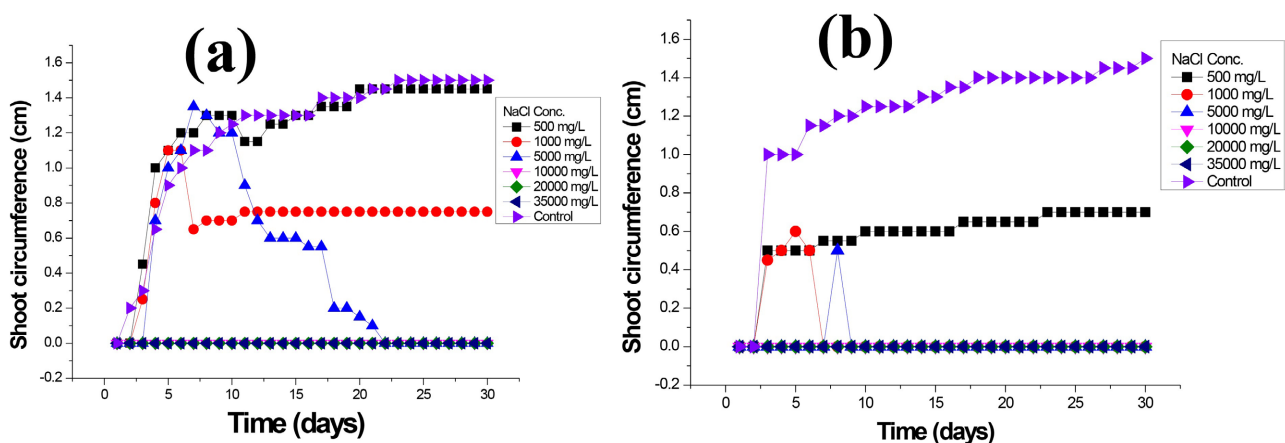 (a)
Shoot circumference (cm)
1.6
1.4
1.2
1.0
0.8
0.6
0.4
0.2
0.0
-0.2
0 5 10 15 20 25 30
Time (days)
NaCl Conc.
500 mg/L
1000 mg/L
5000 mg/L
10000 mg/L
20000 mg/L
35000 mg/L
Control
(b)
Shoot circumference (cm)
1.6
1.4
1.2
1.0
0.8
0.6
0.4
0.2
0.0
-0.2
0 5 10 15 20 25 30
Time (days)
NaCl Conc.
500 mg/L
1000 mg/L
5000 mg/L
10000 mg/L
20000 mg/L
35000 mg/L
Control